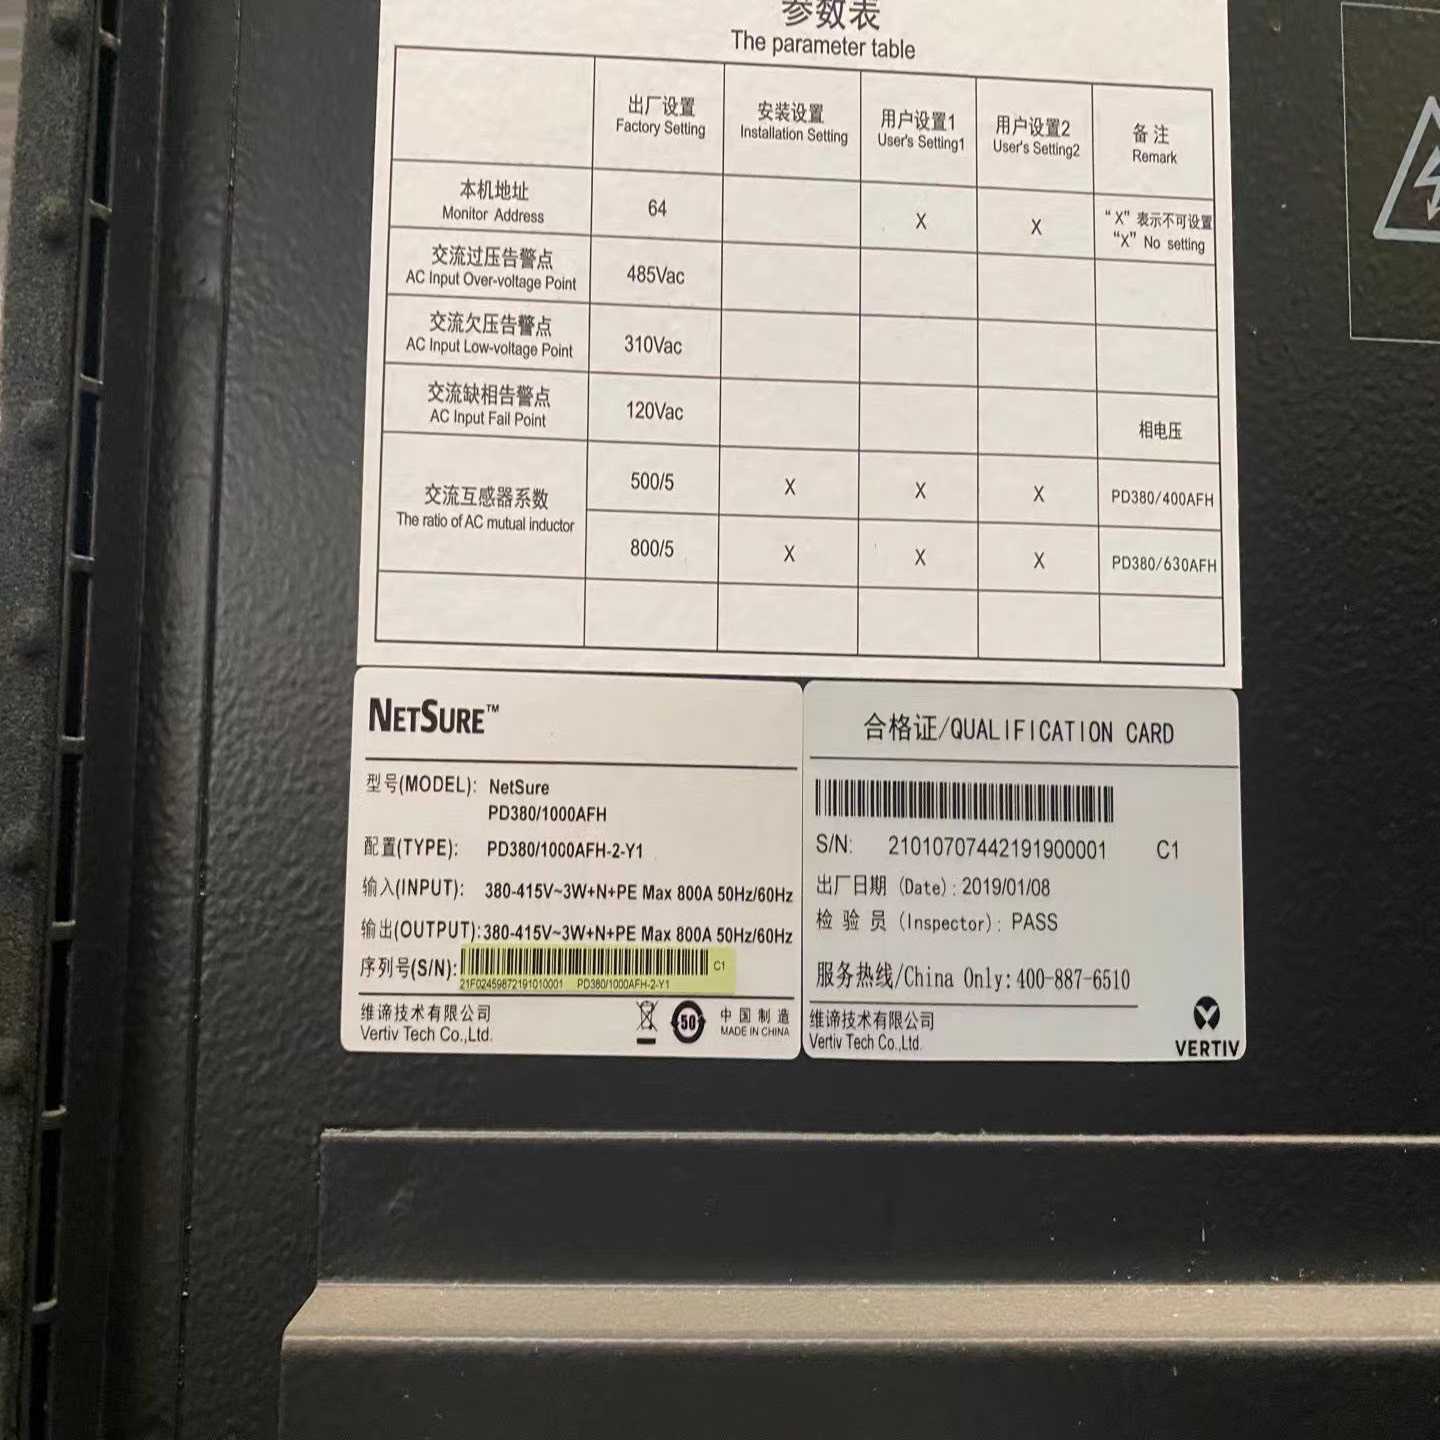 参数表
The parameter table
出厂设置 安装设置 用户设置1 用户设置2 备注
Factory Setting Installation Setting User's Setting1 User's Setting2 Remark
本机地址 64 X X "X" 表示不可设置
Monitor Address "X" No setting
交流过压告警点 485Vac
AC Input Over-voltage Point
交流欠压告警点 310Vac
AC Input Low-voltage Point
交流缺相告警点 120Vac 相电压
AC Input Fail Point
交流互感器系数 500/5 X X X PD380/400AFH
The ratio of AC mutual inductor 800/5 X X X PD380/630AFH
NETSURE™
型号(MODEL): NetSure
PD380/1000AFH
配置(TYPE): PD380/1000AFH-2-Y1
输入(INPUT): 380-415V~3W+N+PE Max 800A 50Hz/60Hz
输出(OUTPUT):380-415V~3W+N+PE Max 800A 50Hz/60Hz
序列号(S/N): C1
21F02459872191010001 PD380/1000AFH-2-Y1
维谛技术有限公司
Vertiv Tech Co.,Ltd.
50
中国制造
MADE IN CHINA
合格证/QUALIFICATION CARD
S/N: 21010707442191900001 C1
出厂日期 (Date): 2019/01/08
检验员 (Inspector): PASS
服务热线/China Only:400-887-6510
维谛技术有限公司
Vertiv Tech Co.,Ltd.
VERTIV